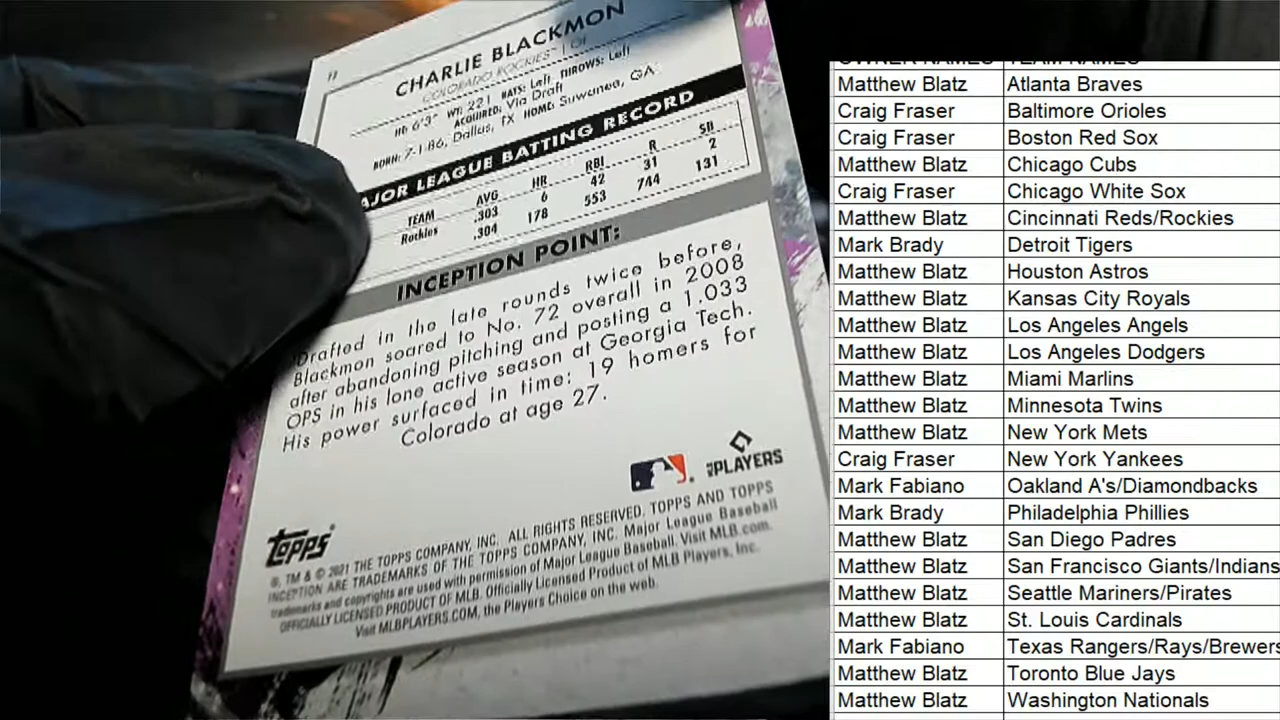 CHARLIE BLACKMON
COLORADO ROCKIES™ | OF
Ht: 6'3" WT: 221 BATS: Left THROWS: Left
ACQUIRED: Via Draft
BORN: 7-1-86, Dallas, TX HOME: Suwanee, GA
MAJOR LEAGUE BATTING RECORD
TEAM AVG HR RBI R SB
Rockies .303 6 42 31 2
.304 178 553 744 131
INCEPTION POINT:
Drafted in the late rounds twice before,
Blackmon soared to No. 72 overall in 2008
after abandoning pitching and posting a 1.033
OPS in his lone active season at Georgia Tech.
His power surfaced in time: 19 homers for
Colorado at age 27.
MLB PLAYERS
topps®
®, TM & © 2021 THE TOPPS COMPANY, INC. ALL RIGHTS RESERVED. TOPPS AND TOPPS
INCEPTION ARE TRADEMARKS OF THE TOPPS COMPANY, INC. Major League Baseball
trademarks and copyrights are used with permission of Major League Baseball. Visit MLB.com.
OFFICIALLY LICENSED PRODUCT OF MLB. Officially Licensed Product of MLB Players, Inc.
Visit MLBPLAYERS.COM, the Players Choice on the web.
OWNER NAMES TEAM NAMES
Matthew Blatz Atlanta Braves
Craig Fraser Baltimore Orioles
Craig Fraser Boston Red Sox
Matthew Blatz Chicago Cubs
Craig Fraser Chicago White Sox
Matthew Blatz Cincinnati Reds/Rockies
Mark Brady Detroit Tigers
Matthew Blatz Houston Astros
Matthew Blatz Kansas City Royals
Matthew Blatz Los Angeles Angels
Matthew Blatz Los Angeles Dodgers
Matthew Blatz Miami Marlins
Matthew Blatz Minnesota Twins
Matthew Blatz New York Mets
Craig Fraser New York Yankees
Mark Fabiano Oakland A's/Diamondbacks
Mark Brady Philadelphia Phillies
Matthew Blatz San Diego Padres
Matthew Blatz San Francisco Giants/Indians
Matthew Blatz Seattle Mariners/Pirates
Matthew Blatz St. Louis Cardinals
Mark Fabiano Texas Rangers/Rays/Brewers
Matthew Blatz Toronto Blue Jays
Matthew Blatz Washington Nationals